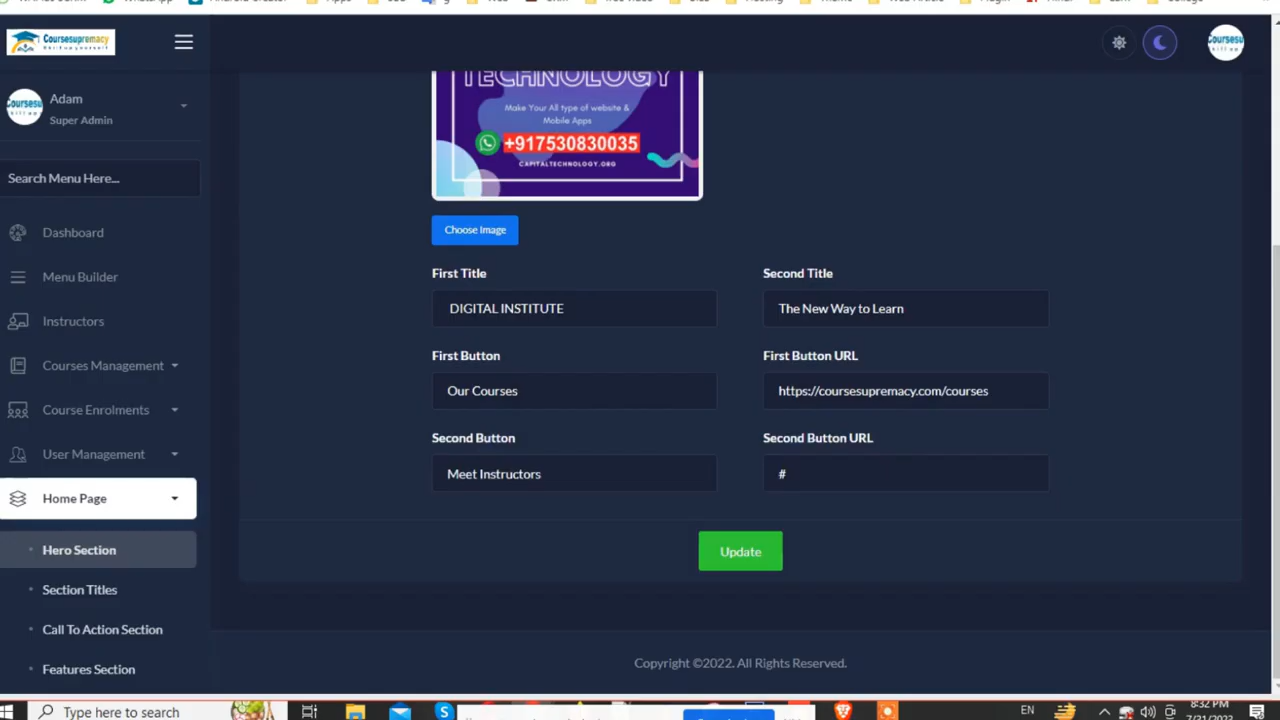 Coursesupremacy
Adam
Super Admin
Search Menu Here...
Dashboard
Menu Builder
Instructors
Courses Management
Course Enrolments
User Management
Home Page
Hero Section
Section Titles
Call To Action Section
Features Section
TECHNOLOGY
Make Your All type of website &
Mobile Apps
+917530830035
CAPITALTECHNOLOGY.ORG
Choose Image
First Title
Second Title
DIGITAL INSTITUTE
The New Way to Learn
First Button
First Button URL
Our Courses
https://coursesupremacy.com/courses
Second Button
Second Button URL
Meet Instructors
#
Update
Copyright ©2022. All Rights Reserved.
Type here to search
EN
8:32 PM